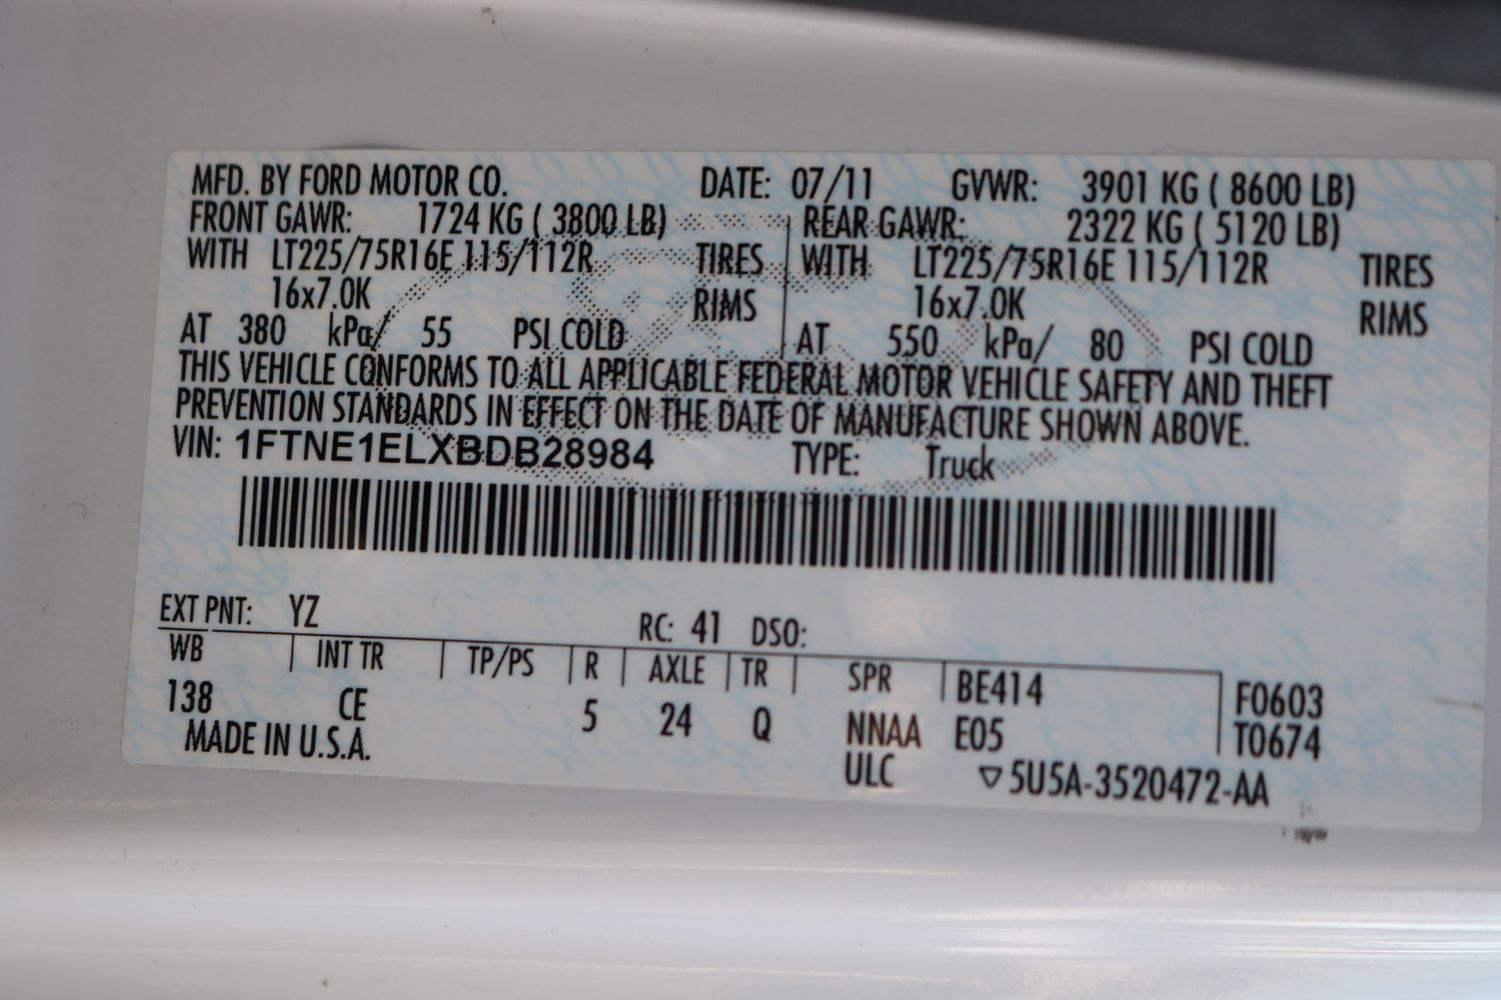 MFD. BY FORD MOTOR CO. DATE: 07/11 GVWR: 3901 KG ( 8600 LB)
FRONT GAWR: 1724 KG ( 3800 LB) REAR GAWR: 2322 KG ( 5120 LB)
WITH LT225/75R16E 115/112R TIRES WITH LT225/75R16E 115/112R TIRES
16x7.0K RIMS 16x7.0K RIMS
AT 380 kPa/ 55 PSI COLD AT 550 kPa/ 80 PSI COLD
THIS VEHICLE CONFORMS TO ALL APPLICABLE FEDERAL MOTOR VEHICLE SAFETY AND THEFT
PREVENTION STANDARDS IN EFFECT ON THE DATE OF MANUFACTURE SHOWN ABOVE.
VIN: 1FTNE1ELXBDB28984 TYPE: Truck
EXT PNT: YZ RC: 41 DSO:
WB INT TR TP/PS R AXLE TR SPR BE414 F0603
138 CE 5 24 Q NNAA E05 T0674
MADE IN U.S.A. ULC ▽5U5A-3520472-AA